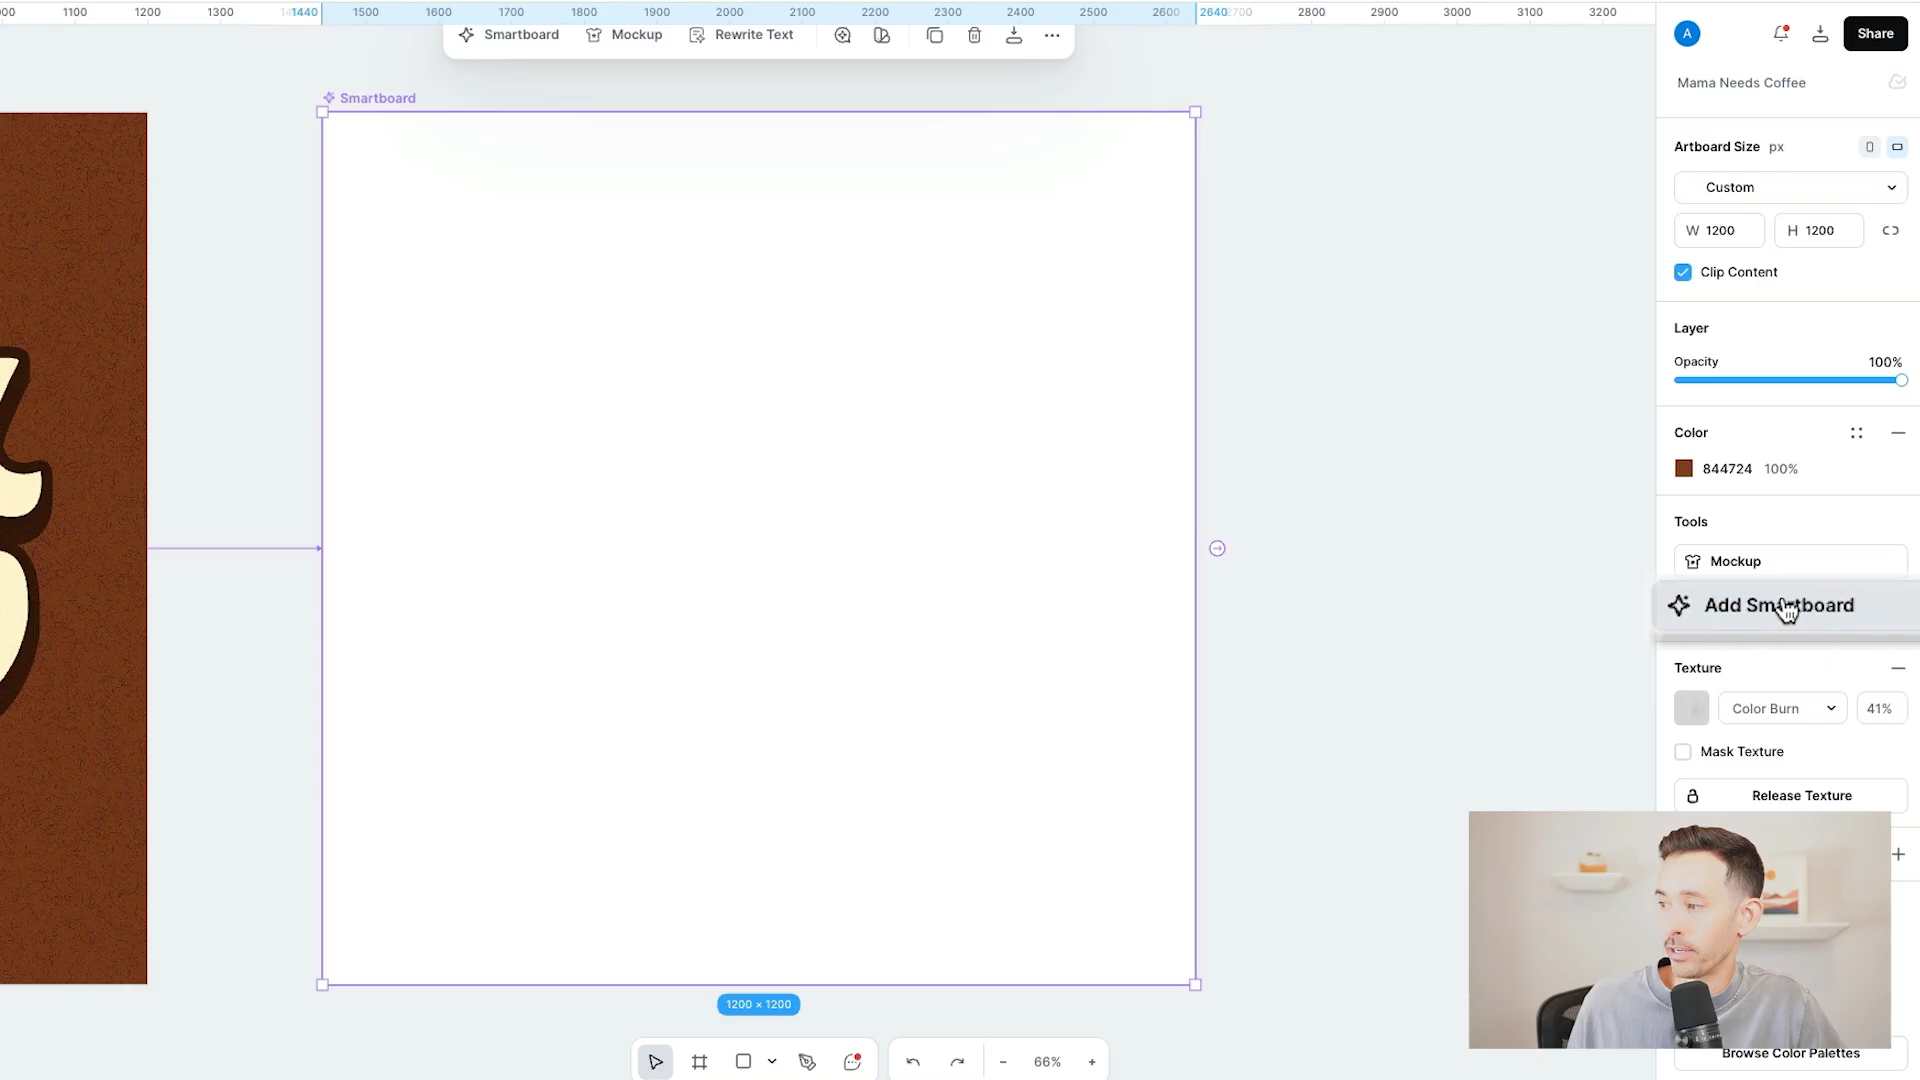 1100
1200
1300
1440
1500
1600
1700
1800
1900
2000
2100
2200
2300
2400
2500
2600
2640
2700
2800
2900
3000
3100
3200
Smartboard
Mockup
Rewrite Text
A
Share
Mama Needs Coffee
Smartboard
Artboard Size px
Custom
W 1200
H 1200
Clip Content
Layer
Opacity 100%
Color
844724 100%
Tools
Mockup
Add Smartboard
Texture
Color Burn
41%
Mask Texture
Release Texture
1200 × 1200
66%
Browse Color Palettes